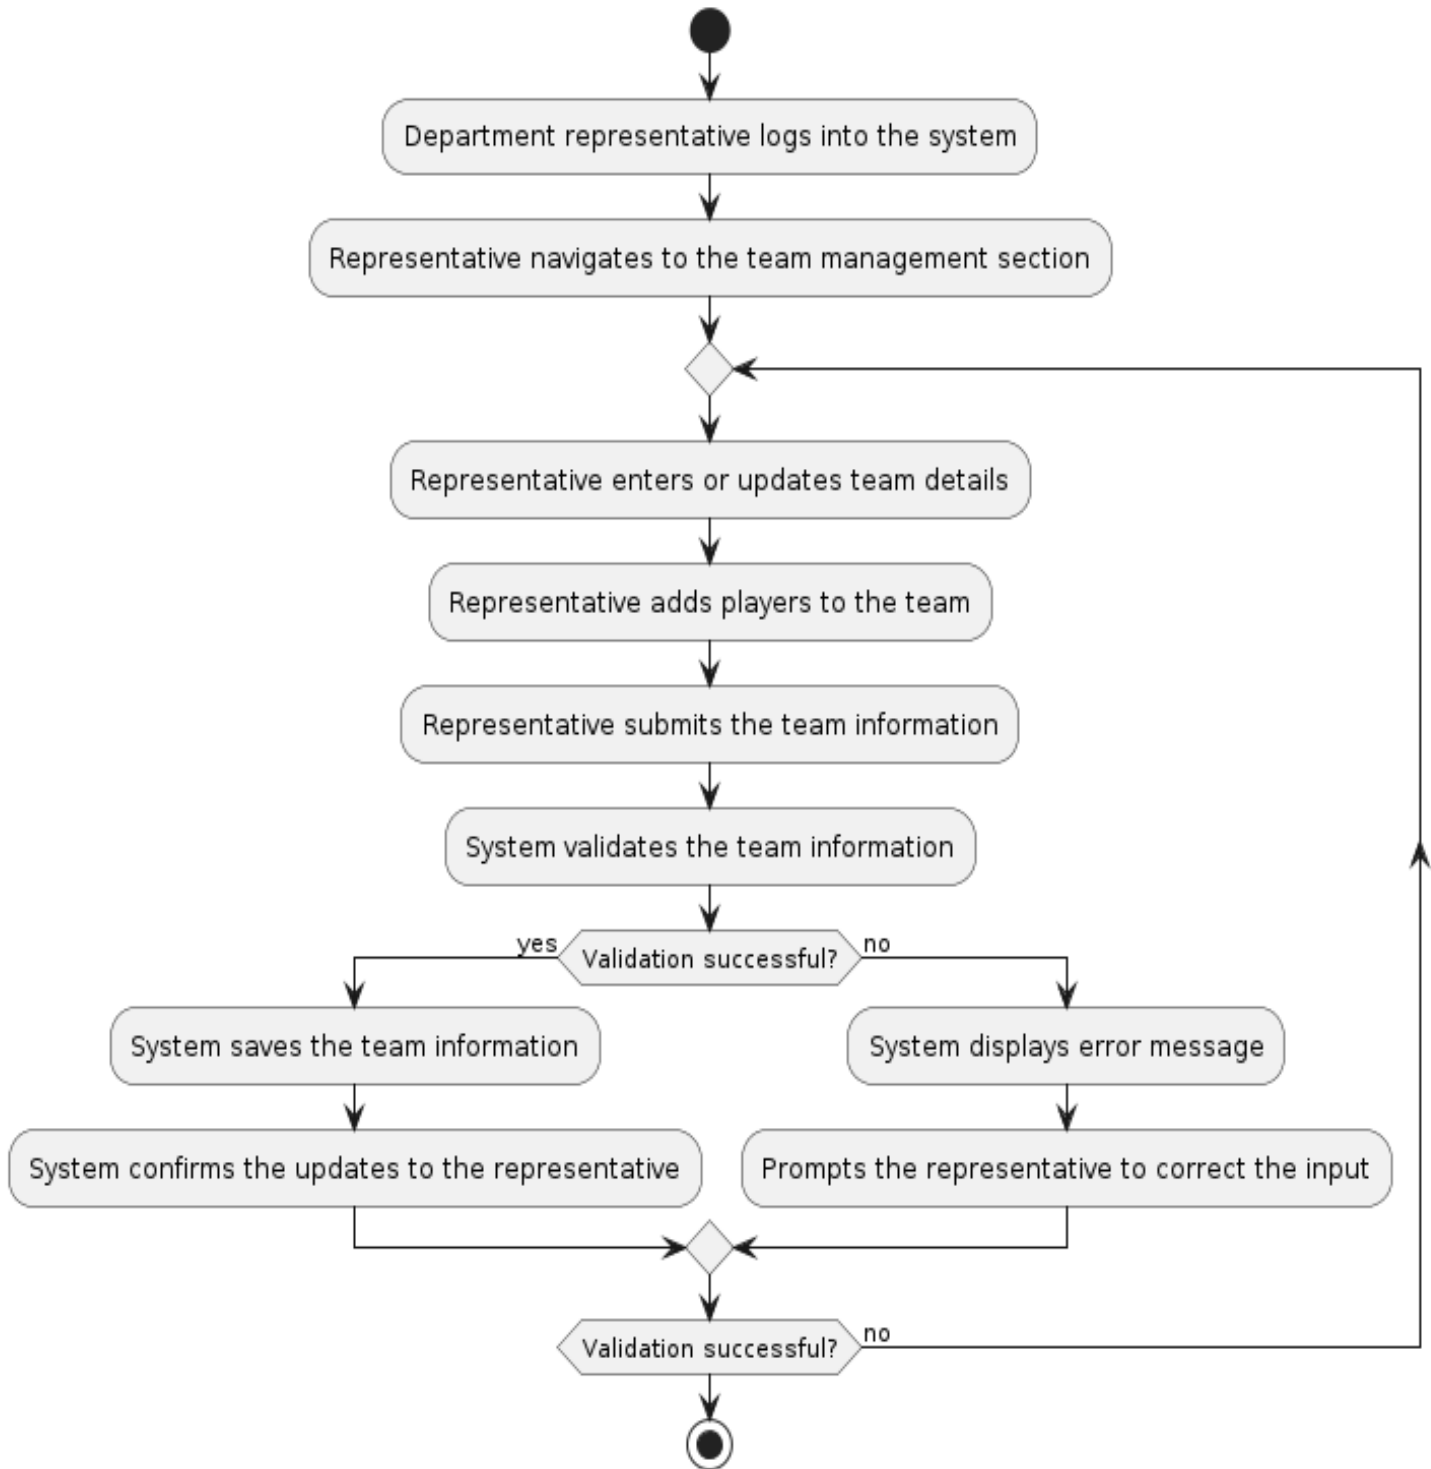 Department representative logs into the system
Representative navigates to the team management section
Representative enters or updates team details
Representative adds players to the team
Representative submits the team information
System validates the team information
yes
Validation successful?
no
System saves the team information
System displays error message
System confirms the updates to the representative
Prompts the representative to correct the input
Validation successful?
no